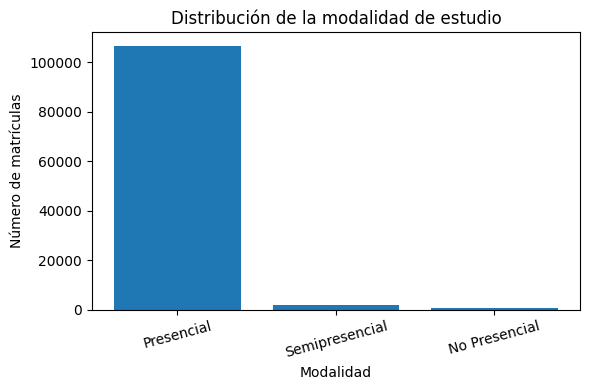 Distribución de la modalidad de estudio
Número de matrículas
100000
80000
60000
40000
20000
0
Presencial
Semipresencial
No Presencial
Modalidad